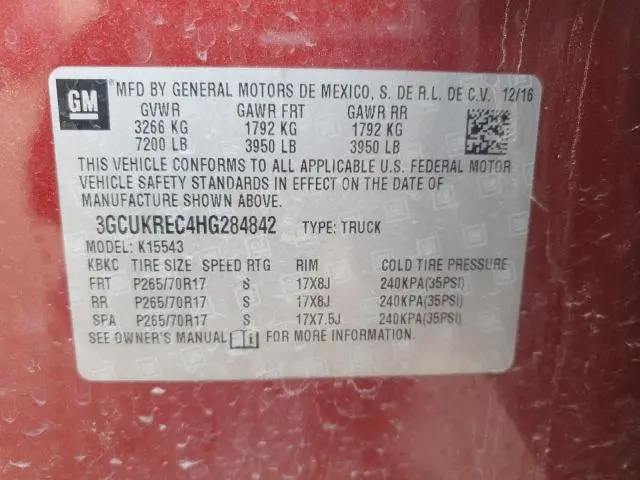 GM *MFD BY GENERAL MOTORS DE MEXICO, S. DE R.L. DE C.V. 12/16
GVWR GAWR FRT GAWR RR
3266 KG 1792 KG 1792 KG
7200 LB 3950 LB 3950 LB
THIS VEHICLE CONFORMS TO ALL APPLICABLE U.S. FEDERAL MOTOR
VEHICLE SAFETY STANDARDS IN EFFECT ON THE DATE OF
MANUFACTURE SHOWN ABOVE.
3GCUKREC4HG284842 TYPE: TRUCK
MODEL: K15543
KBKC TIRE SIZE SPEED RTG RIM COLD TIRE PRESSURE
FRT P265/70R17 S 17X8J 240KPA(35PSI)
RR P265/70R17 S 17X8J 240KPA(35PSI)
SPA P265/70R17 S 17X7.5J 240KPA(35PSI)
SEE OWNER'S MANUAL i FOR MORE INFORMATION.